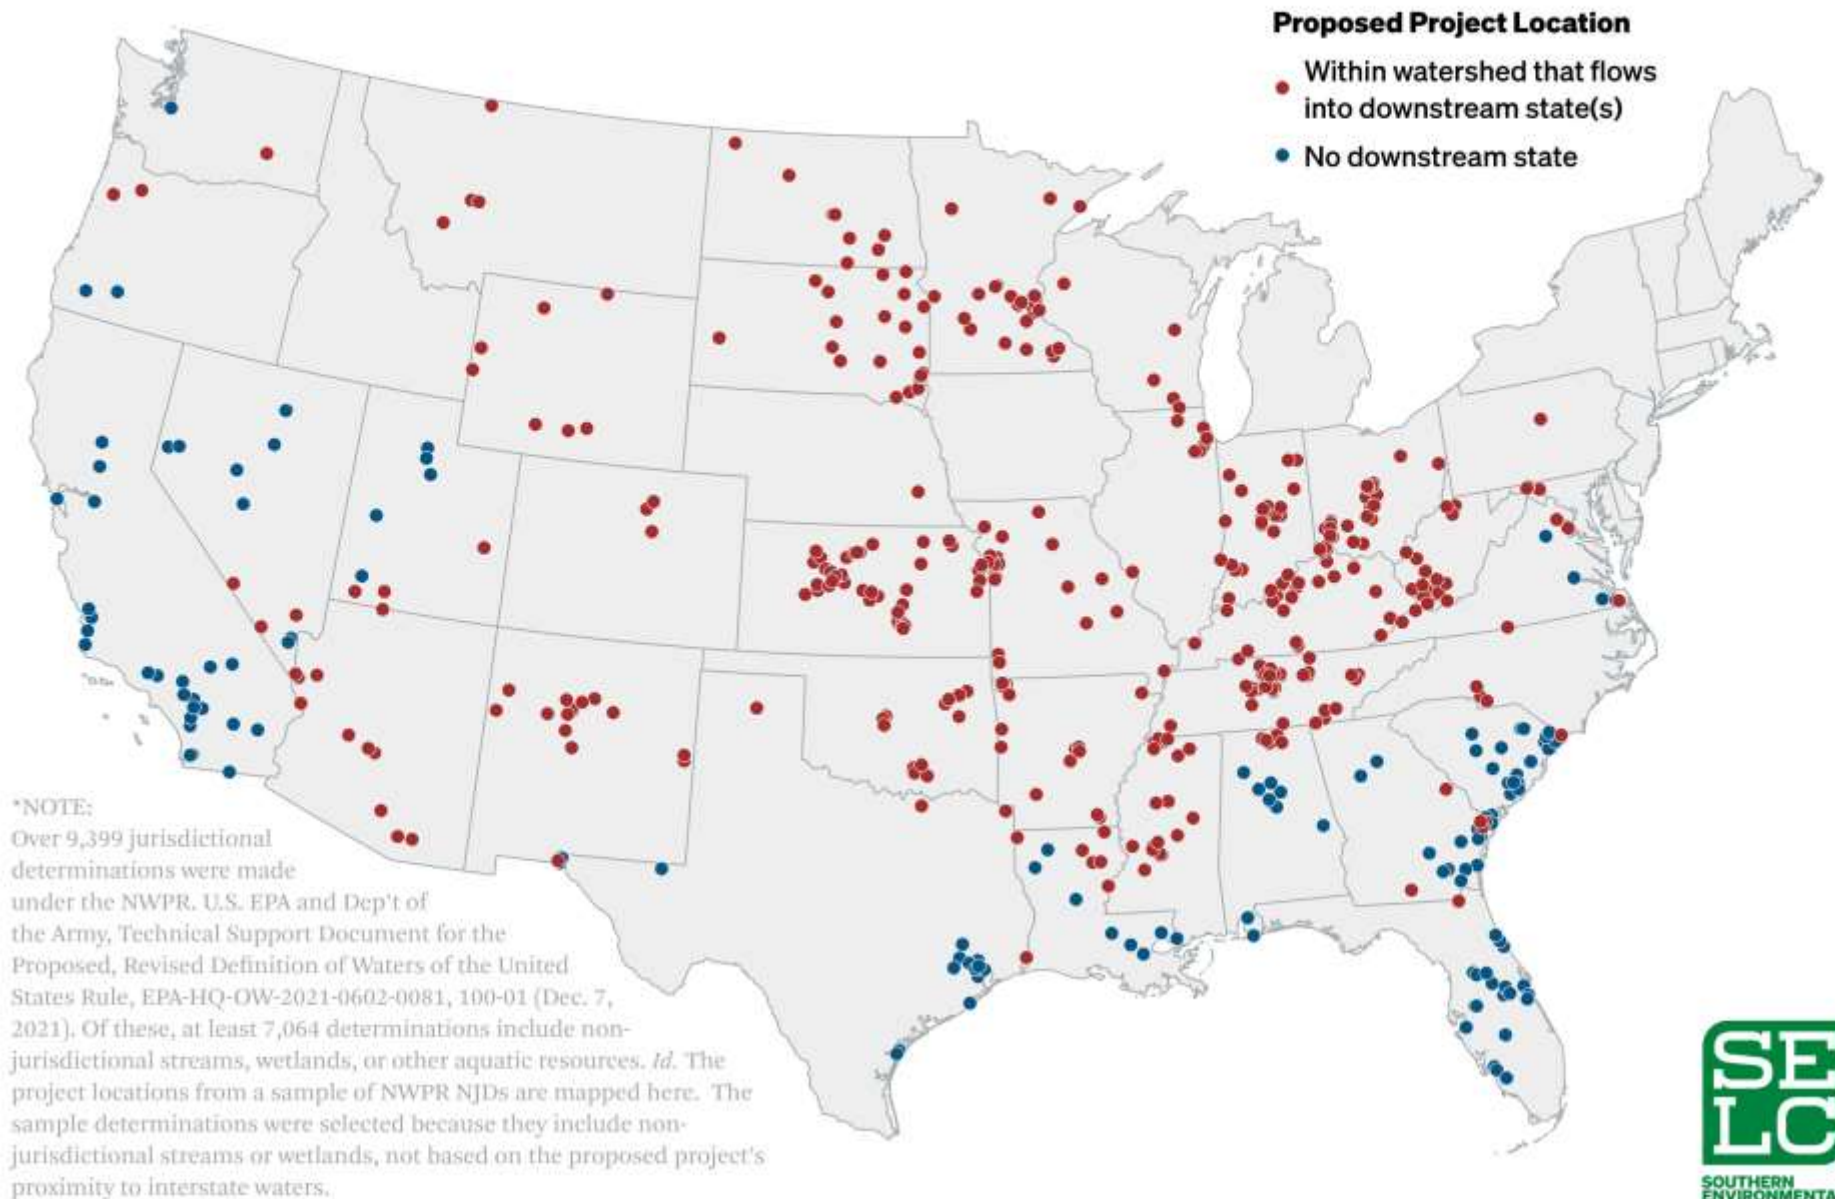 Proposed Project Location
Within watershed that flows
into downstream state(s)
No downstream state
*NOTE:
Over 9,399 jurisdictional
determinations were made
under the NWPR. U.S. EPA and Dep't of
the Army, Technical Support Document for the
Proposed, Revised Definition of Waters of the United
States Rule, EPA-HQ-OW-2021-0602-0081, 100-01 (Dec. 7,
2021). Of these, at least 7,064 determinations include non-
jurisdictional streams, wetlands, or other aquatic resources. Id. The
project locations from a sample of NWPR NJDs are mapped here. The
sample determinations were selected because they include non-
jurisdictional streams or wetlands, not based on the proposed project's
proximity to interstate waters.
SE
LC
SOUTHERN